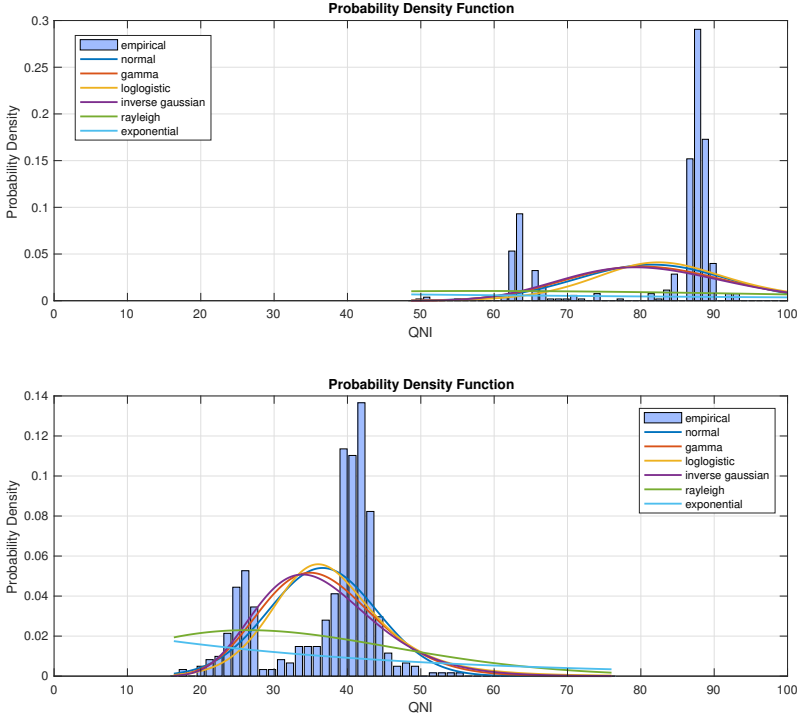 Probability Density Function
0.3
0.25
0.2
0.15
0.1
0.05
0
Probability Density
empirical
normal
gamma
loglogistic
inverse gaussian
rayleigh
exponential
0 10 20 30 40 50 60 70 80 90 100
QNI
Probability Density Function
0.14
0.12
0.1
0.08
0.06
0.04
0.02
0
Probability Density
empirical
normal
gamma
loglogistic
inverse gaussian
rayleigh
exponential
0 10 20 30 40 50 60 70 80 90 100
QNI